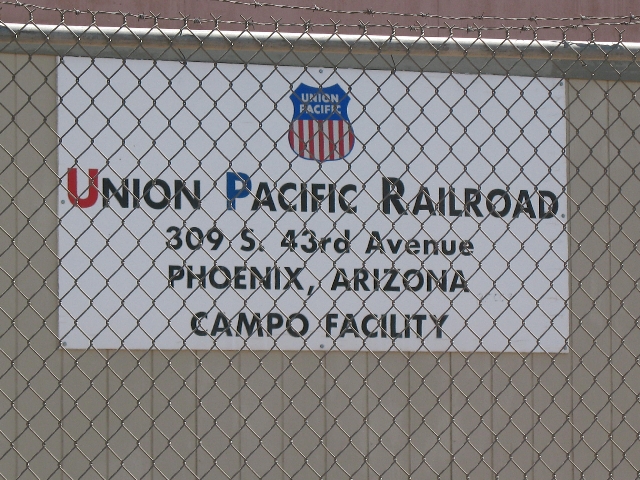 UNION
PACIFIC
UNION PACIFIC RAILROAD
309 S. 43rd Avenue
PHOENIX, ARIZONA
CAMPO FACILITY